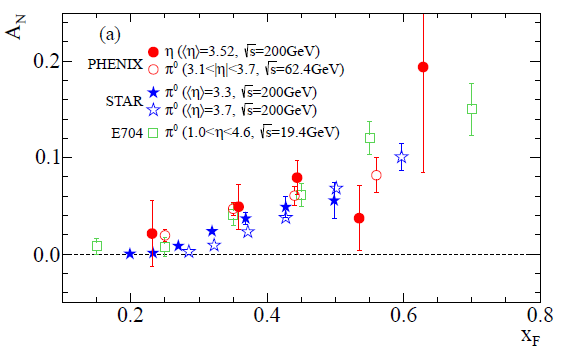 A_N
(a)
η (⟨η⟩=3.52, √s=200GeV)
PHENIX
π⁰ (3.1<|η|<3.7, √s=62.4GeV)
π⁰ (⟨η⟩=3.3, √s=200GeV)
STAR
π⁰ (⟨η⟩=3.7, √s=200GeV)
E704
π⁰ (1.0<η<4.6, √s=19.4GeV)
0.2
0.1
0.0
0.2 0.4 0.6 0.8
x_F